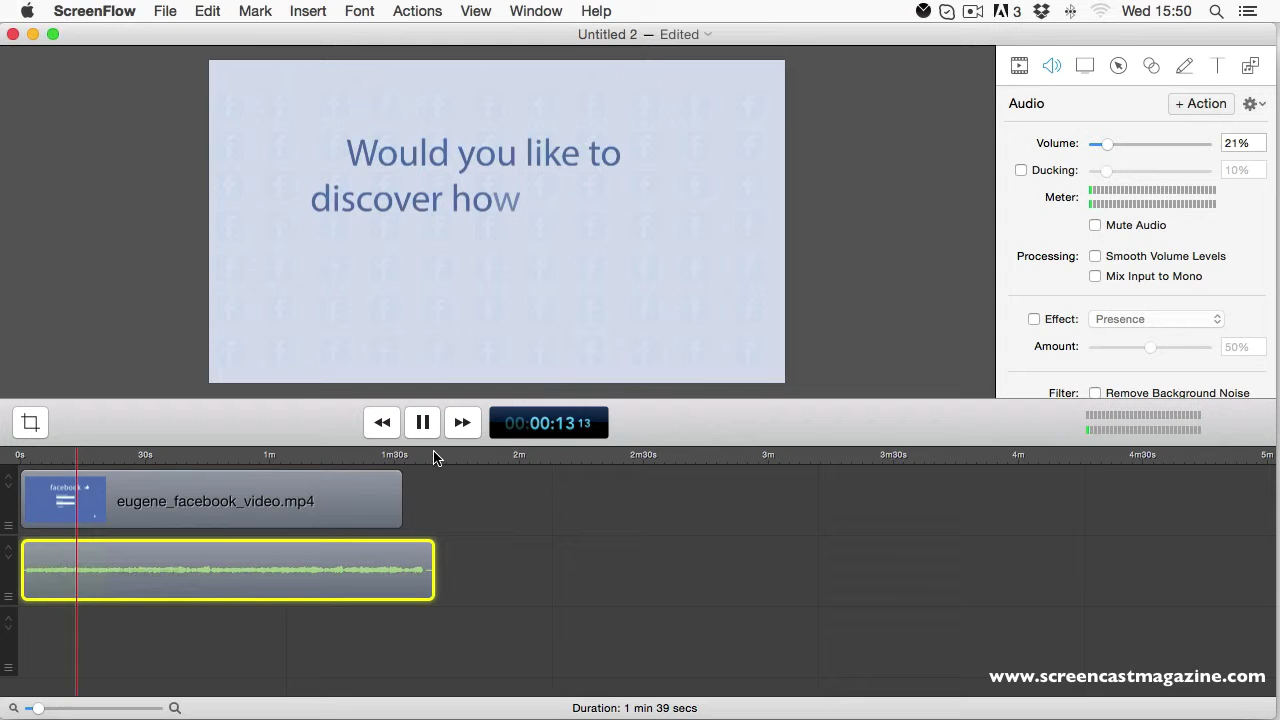 ScreenFlow File Edit Mark Insert Font Actions View Window Help 3 Wed 15:50
Untitled 2 — Edited
Would you like to
discover how
Audio + Action
Volume: 21%
Ducking: 10%
Meter:
Mute Audio
Processing: Smooth Volume Levels
Mix Input to Mono
Effect: Presence
Amount: 50%
Filter: Remove Background Noise
00:00:13 13
0s 30s 1m 1m30s 2m 2m30s 3m 3m30s 4m 4m30s 5m
facebook
eugene_facebook_video.mp4
www.screencastmagazine.com
Duration: 1 min 39 secs